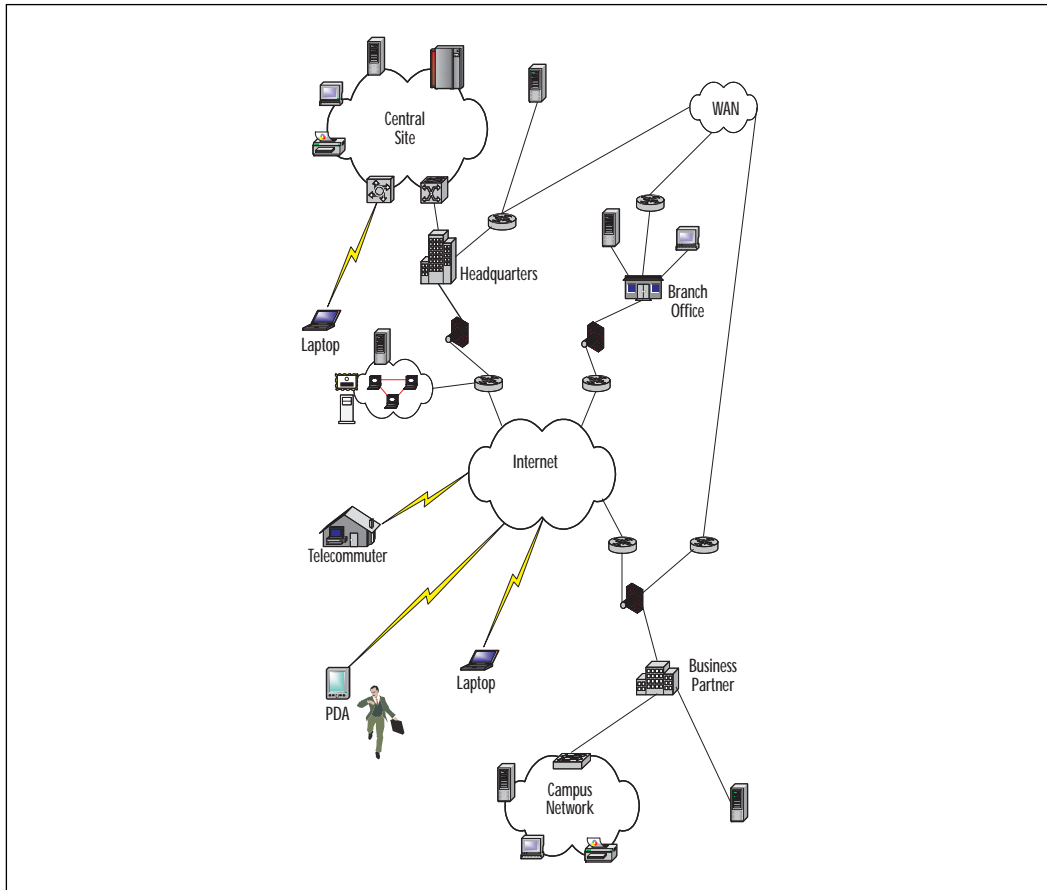 Central
Site
WAN
Headquarters
Branch
Office
Laptop
Internet
Telecommuter
Laptop
PDA
Business
Partner
Campus
Network